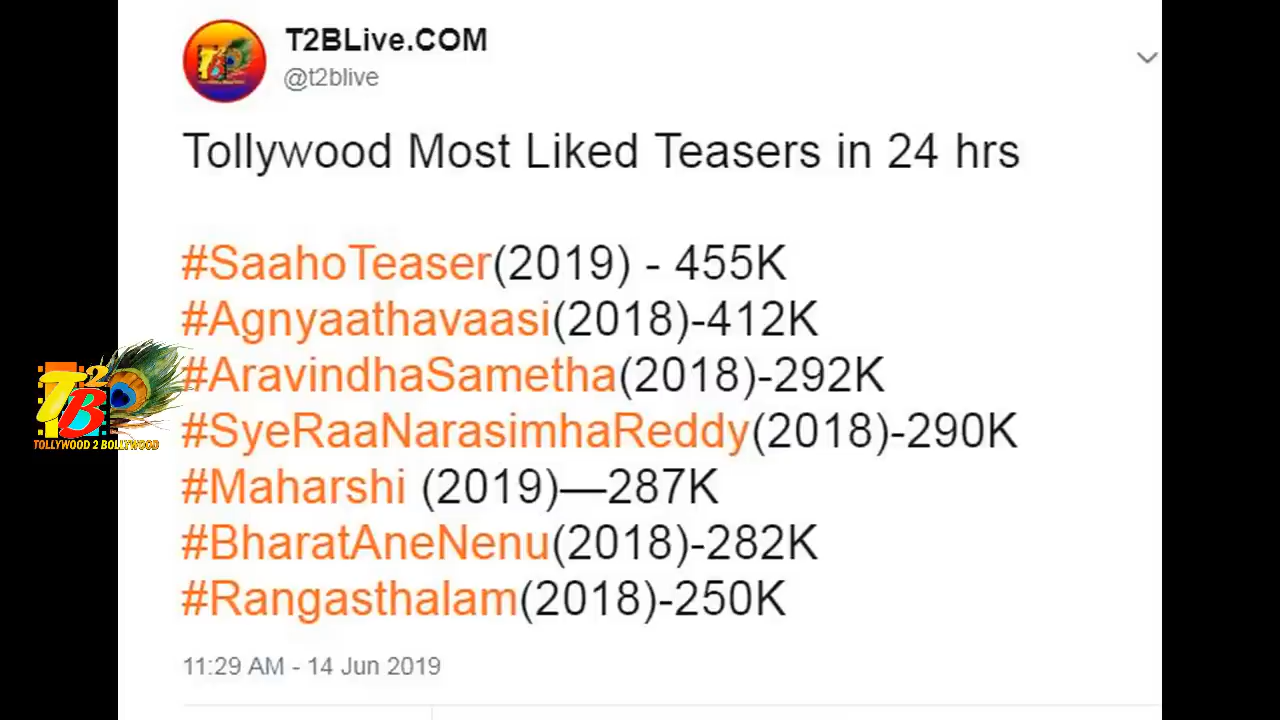 T2BLive.COM
@t2blive
Tollywood Most Liked Teasers in 24 hrs
#SaahoTeaser(2019) - 455K
#Agnyaathavaasi(2018)-412K
#AravindhaSametha(2018)-292K
#SyeRaaNarasimhaReddy(2018)-290K
#Maharshi (2019)—287K
#BharatAneNenu(2018)-282K
#Rangasthalam(2018)-250K
11:29 AM - 14 Jun 2019
T2B
TOLLYWOOD 2 BOLLYWOOD